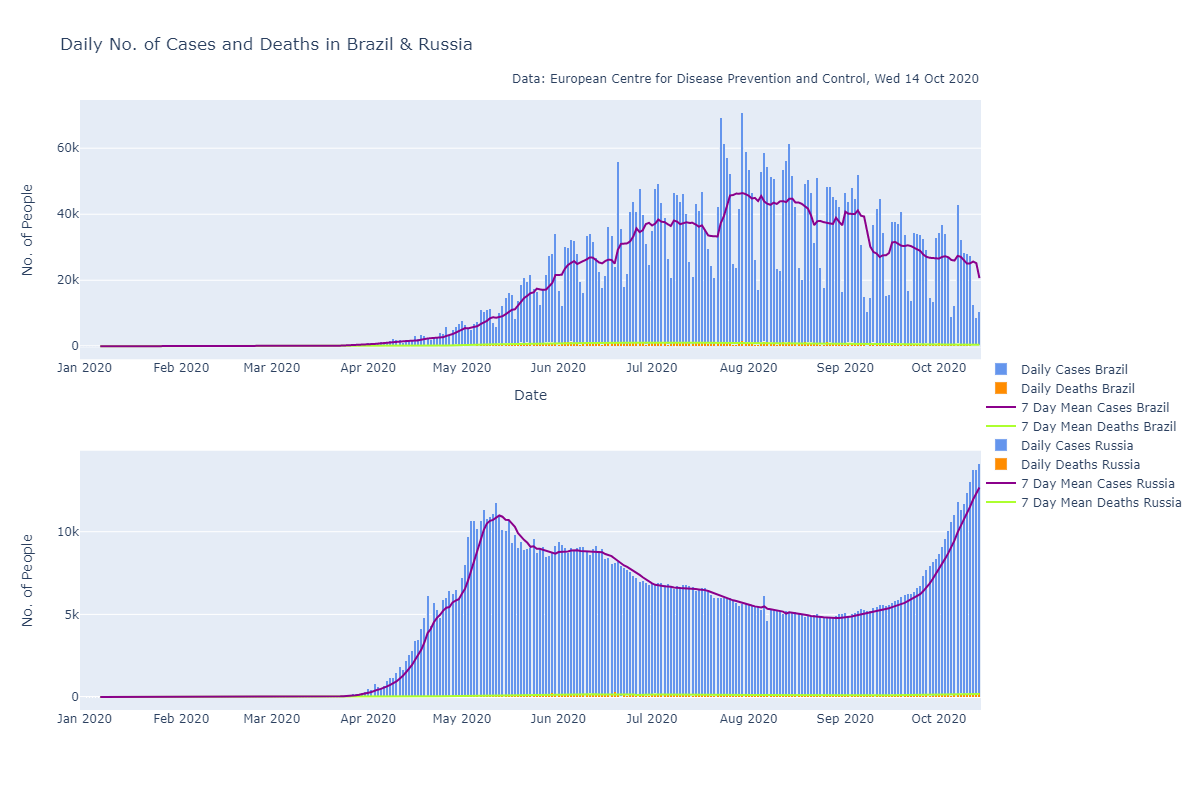 Daily No. of Cases and Deaths in Brazil & Russia
Data: European Centre for Disease Prevention and Control, Wed 14 Oct 2020
No. of People
60k
40k
20k
0
Jan 2020 Feb 2020 Mar 2020 Apr 2020 May 2020 Jun 2020 Jul 2020 Aug 2020 Sep 2020 Oct 2020
Date
Daily Cases Brazil
Daily Deaths Brazil
7 Day Mean Cases Brazil
7 Day Mean Deaths Brazil
Daily Cases Russia
Daily Deaths Russia
7 Day Mean Cases Russia
7 Day Mean Deaths Russia
No. of People
10k
5k
0
Jan 2020 Feb 2020 Mar 2020 Apr 2020 May 2020 Jun 2020 Jul 2020 Aug 2020 Sep 2020 Oct 2020